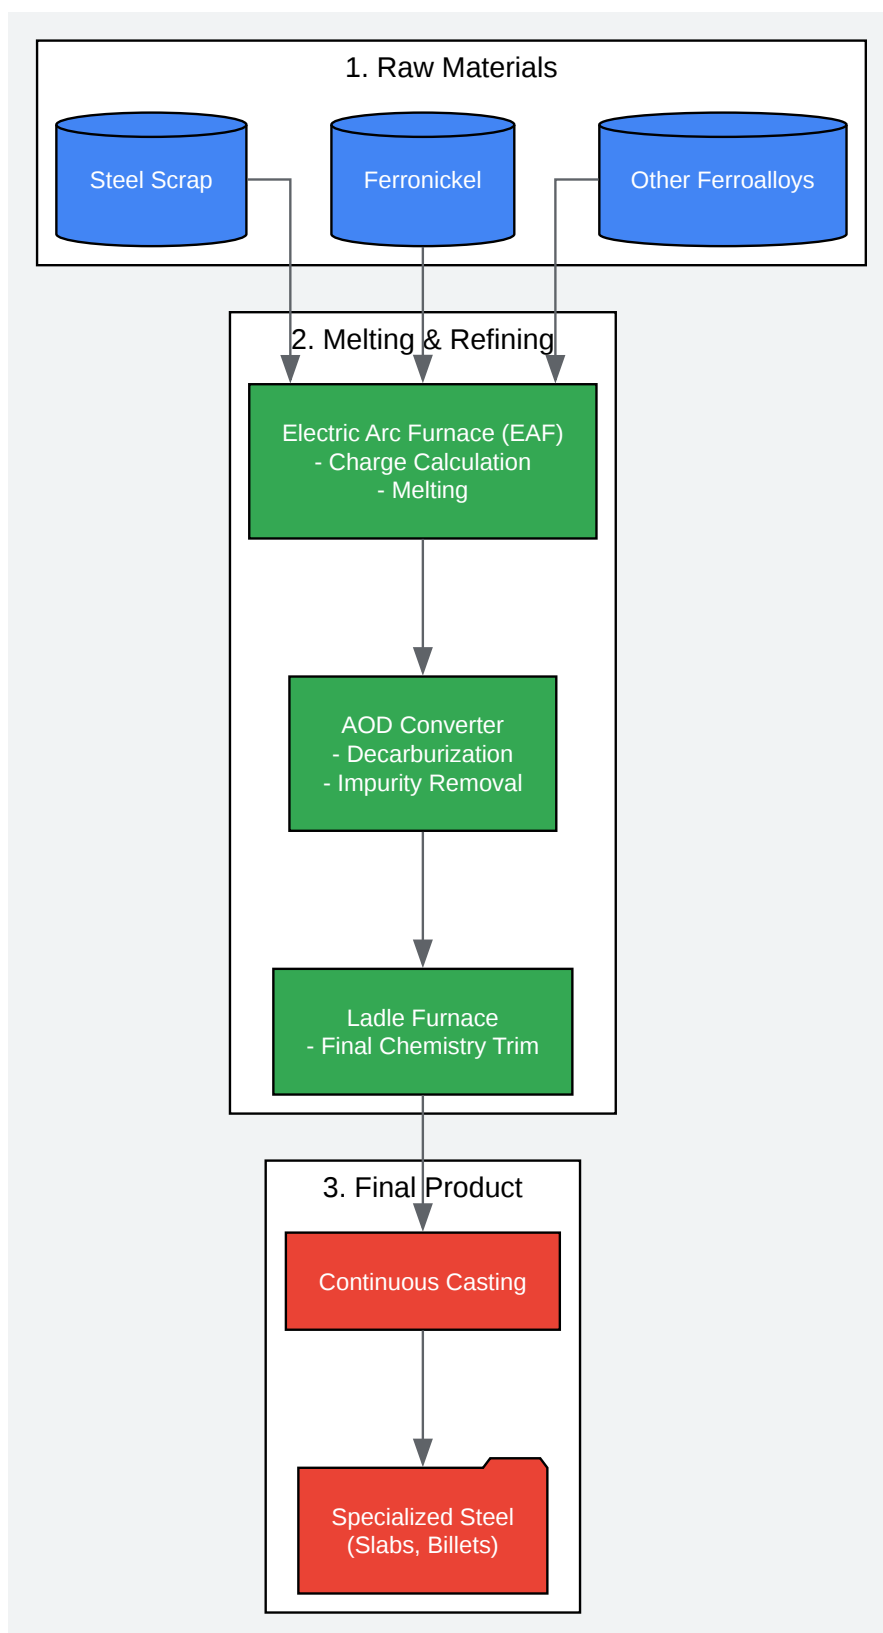 1. Raw Materials
Steel Scrap
Ferronickel
Other Ferroalloys
2. Melting & Refining
Electric Arc Furnace (EAF)
- Charge Calculation
- Melting
AOD Converter
- Decarburization
- Impurity Removal
Ladle Furnace
- Final Chemistry Trim
3. Final Product
Continuous Casting
Specialized Steel
(Slabs, Billets)